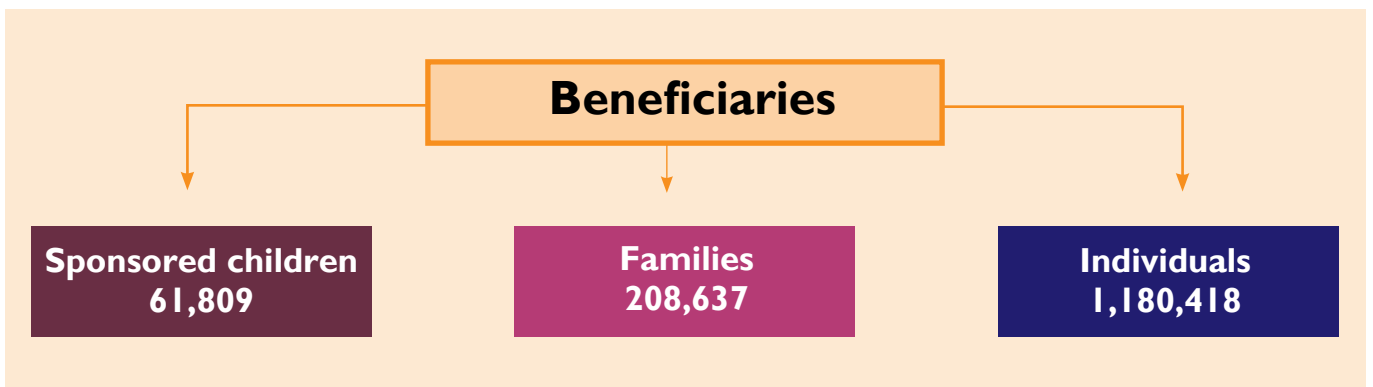 Beneficiaries
Sponsored children
61,809
Families
208,637
Individuals
1,180,418